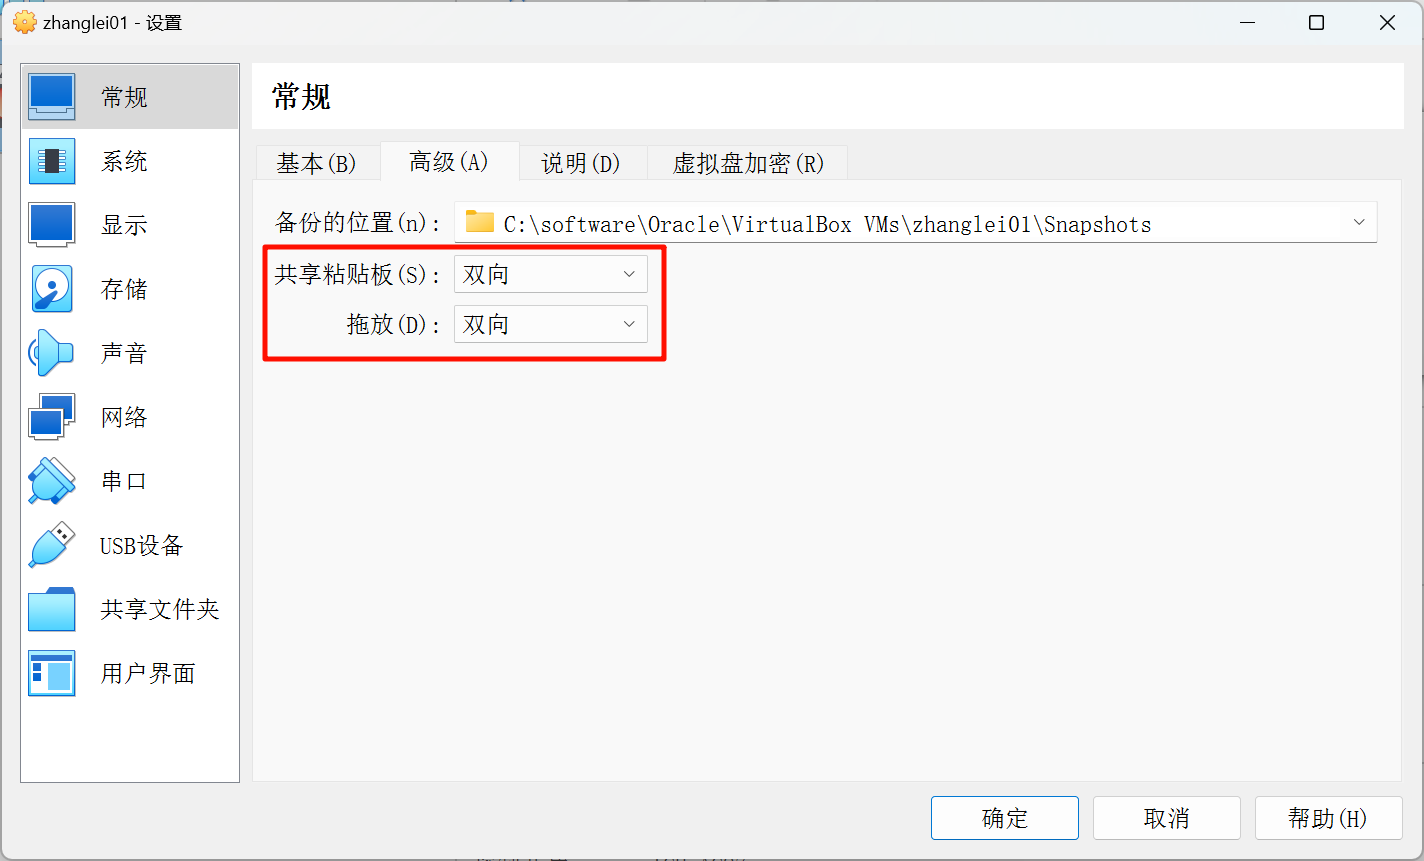 zhanglei01 - 设置
常规
系统
显示
存储
声音
网络
串口
USB设备
共享文件夹
用户界面
常规
基本(B) 高级(A) 说明(D) 虚拟盘加密(R)
备份的位置(n): C:\software\Oracle\VirtualBox VMs\zhanglei01\Snapshots
共享粘贴板(S): 双向
拖放(D): 双向
确定 取消 帮助(H)